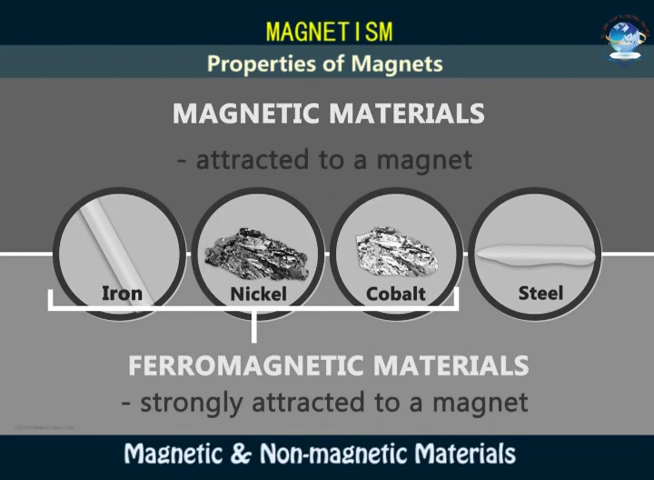 MAGNETISM
Properties of Magnets
MAGNETIC MATERIALS
- attracted to a magnet
Iron
Nickel
Cobalt
Steel
FERROMAGNETIC MATERIALS
- strongly attracted to a magnet
Magnetic & Non-magnetic Materials